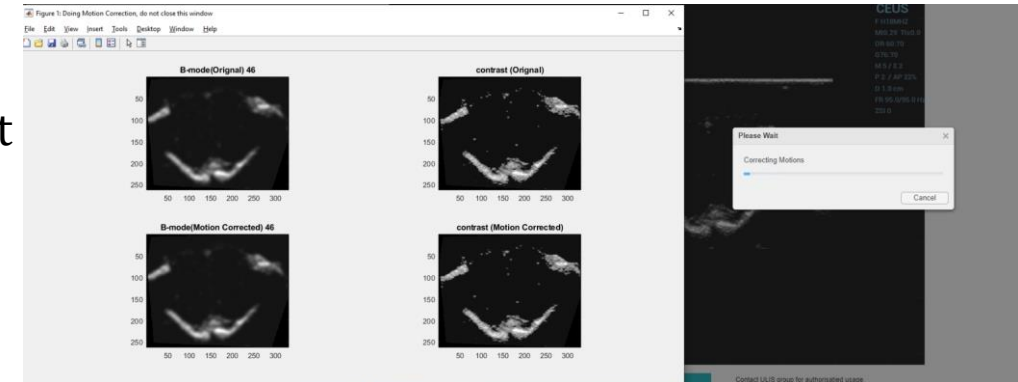 t
Figure 1: Doing Motion Correction, do not close this window
File Edit View Insert Tools Desktop Window Help
B-mode(Orignal) 46
contrast (Orignal)
50
100
150
200
250
50 100 150 200 250 300
50
100
150
200
250
50 100 150 200 250 300
B-mode(Motion Corrected) 46
contrast (Motion Corrected)
50
100
150
200
250
50 100 150 200 250 300
50
100
150
200
250
50 100 150 200 250 300
CEUS
Please Wait
Correcting Motions
Cancel
Contact ULIS group for authorisated usage